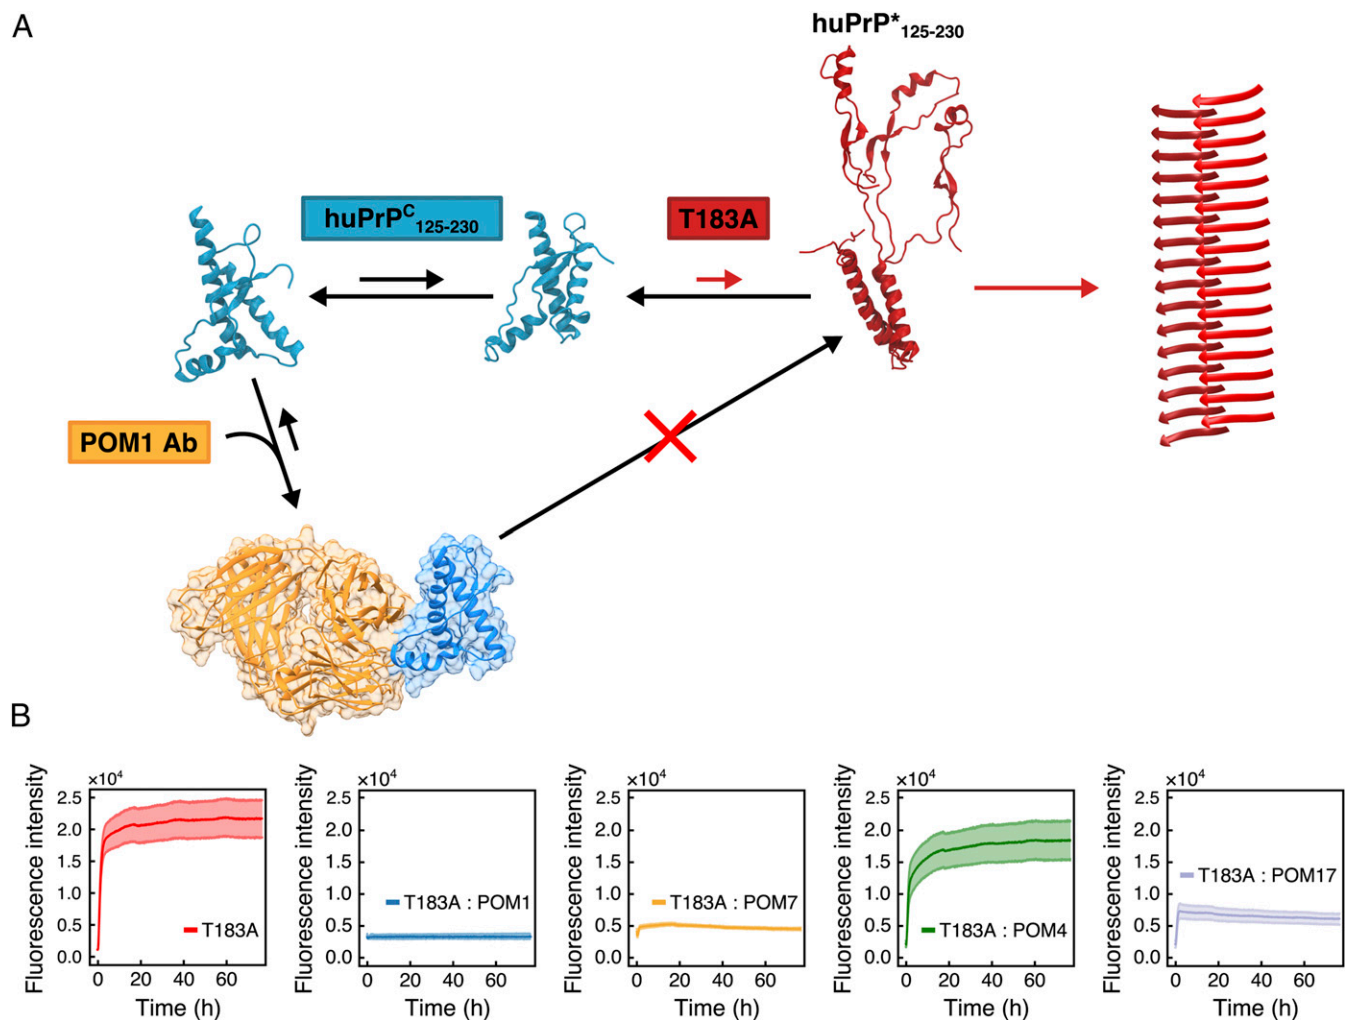 A
huPrP*125-230
huPrPC125-230
T183A
POM1 Ab
B
×10⁴
Fluorescence intensity
2.5
2.0
1.5
1.0
0.5
0.0
T183A
0 20 40 60
Time (h)
×10⁴
Fluorescence intensity
2.5
2.0
1.5
1.0
0.5
0.0
T183A : POM1
0 20 40 60
Time (h)
×10⁴
Fluorescence intensity
2.5
2.0
1.5
1.0
0.5
0.0
T183A : POM7
0 20 40 60
Time (h)
×10⁴
Fluorescence intensity
2.5
2.0
1.5
1.0
0.5
0.0
T183A : POM4
0 20 40 60
Time (h)
×10⁴
Fluorescence intensity
2.5
2.0
1.5
1.0
0.5
0.0
T183A : POM17
0 20 40 60
Time (h)